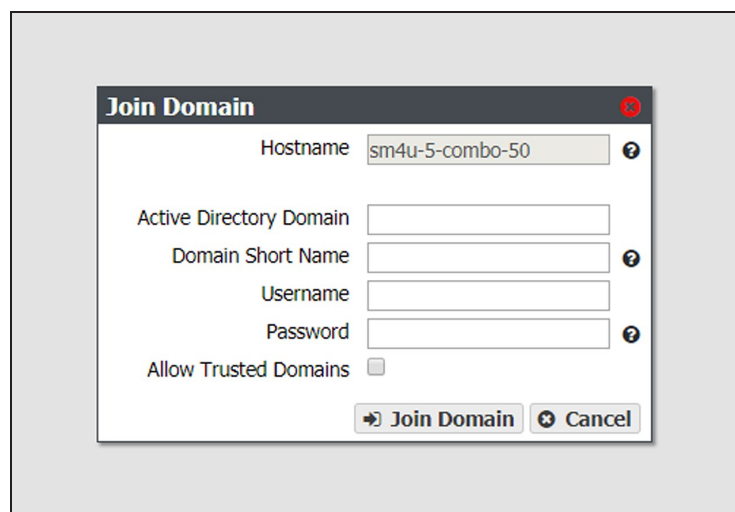 Join Domain
Hostname sm4u-5-combo-50
Active Directory Domain
Domain Short Name
Username
Password
Allow Trusted Domains
Join Domain Cancel